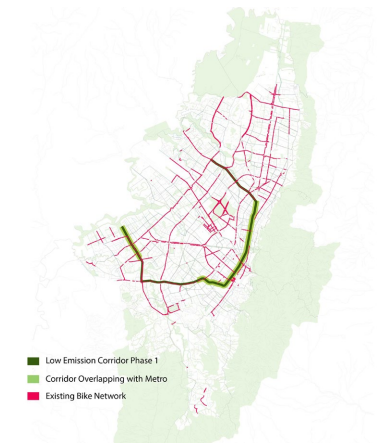 Low Emission Corridor Phase 1
Corridor Overlapping with Metro
Existing Bike Network